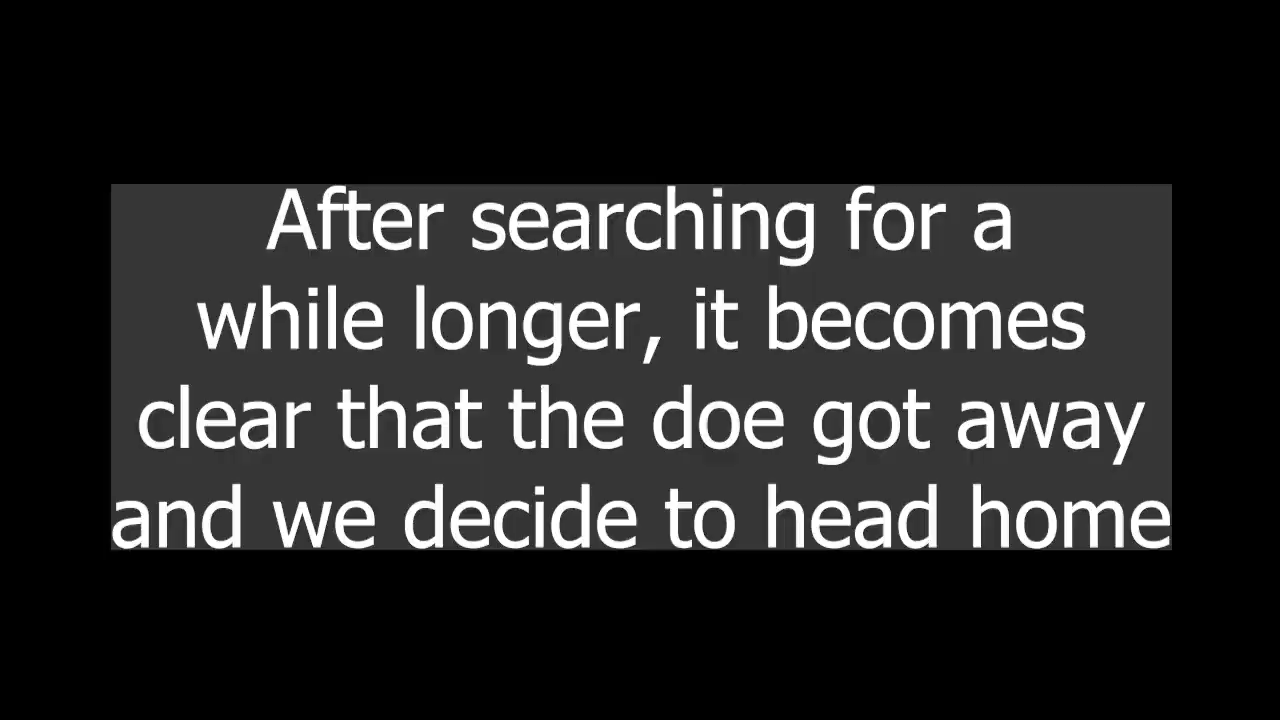 After searching for a
while longer, it becomes
clear that the doe got away
and we decide to head home